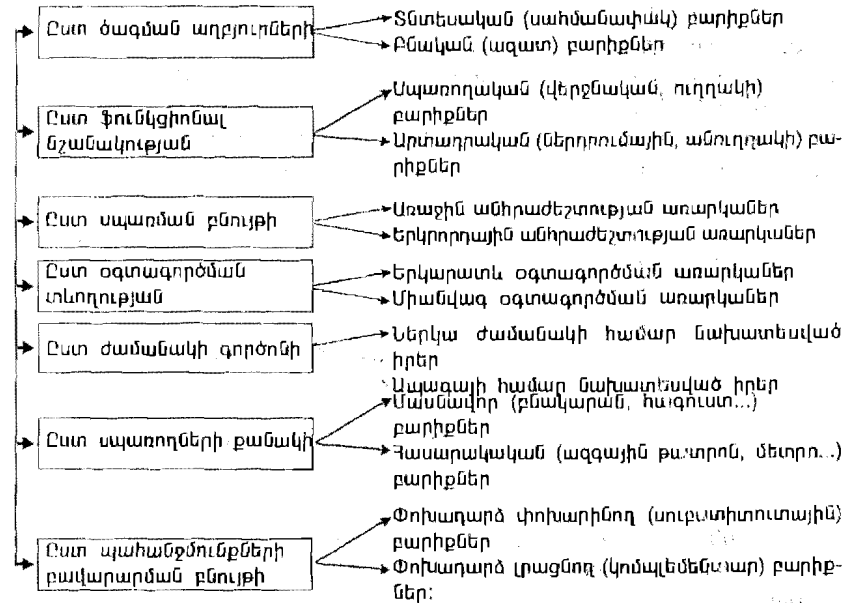 Ըստ ծագման աղբյուրների
Տնտեսական (սահմանափակ) բարիքներ
Բնական (ազատ) բարիքներ
Ըստ ֆունկցիոնալ
նշանակության
Սպառողական (վերջնական, ուղղակի)
բարիքներ
Արտադրական (ներդրումային, անուղղակի) բա-
րիքներ
Ըստ սպառման բնույթի
Առաջին անհրաժեշտության առարկաներ
Երկրորդային անհրաժեշտության առարկաներ
Ըստ օգտագործման
տևողության
Երկարատև օգտագործման առարկաներ
Միանվագ օգտագործման առարկաներ
Ըստ ժամանակի գործոնի
Ներկա ժամանակի համար նախատեսված
իրեր
Ապագայի համար նախատեսված իրեր
Ըստ սպառողների քանակի
Մասնավոր (բնակարան, հագուստ...)
բարիքներ
Հասարակական (ազգային թատրոն, մետրո...)
բարիքներ
Ըստ պահանջմունքների
բավարարման բնույթի
Փոխադարձ փոխարինող (սուբստիտուտային)
բարիքներ
Փոխադարձ լրացնող (կոմպլեմենտար) բարիք-
ներ: